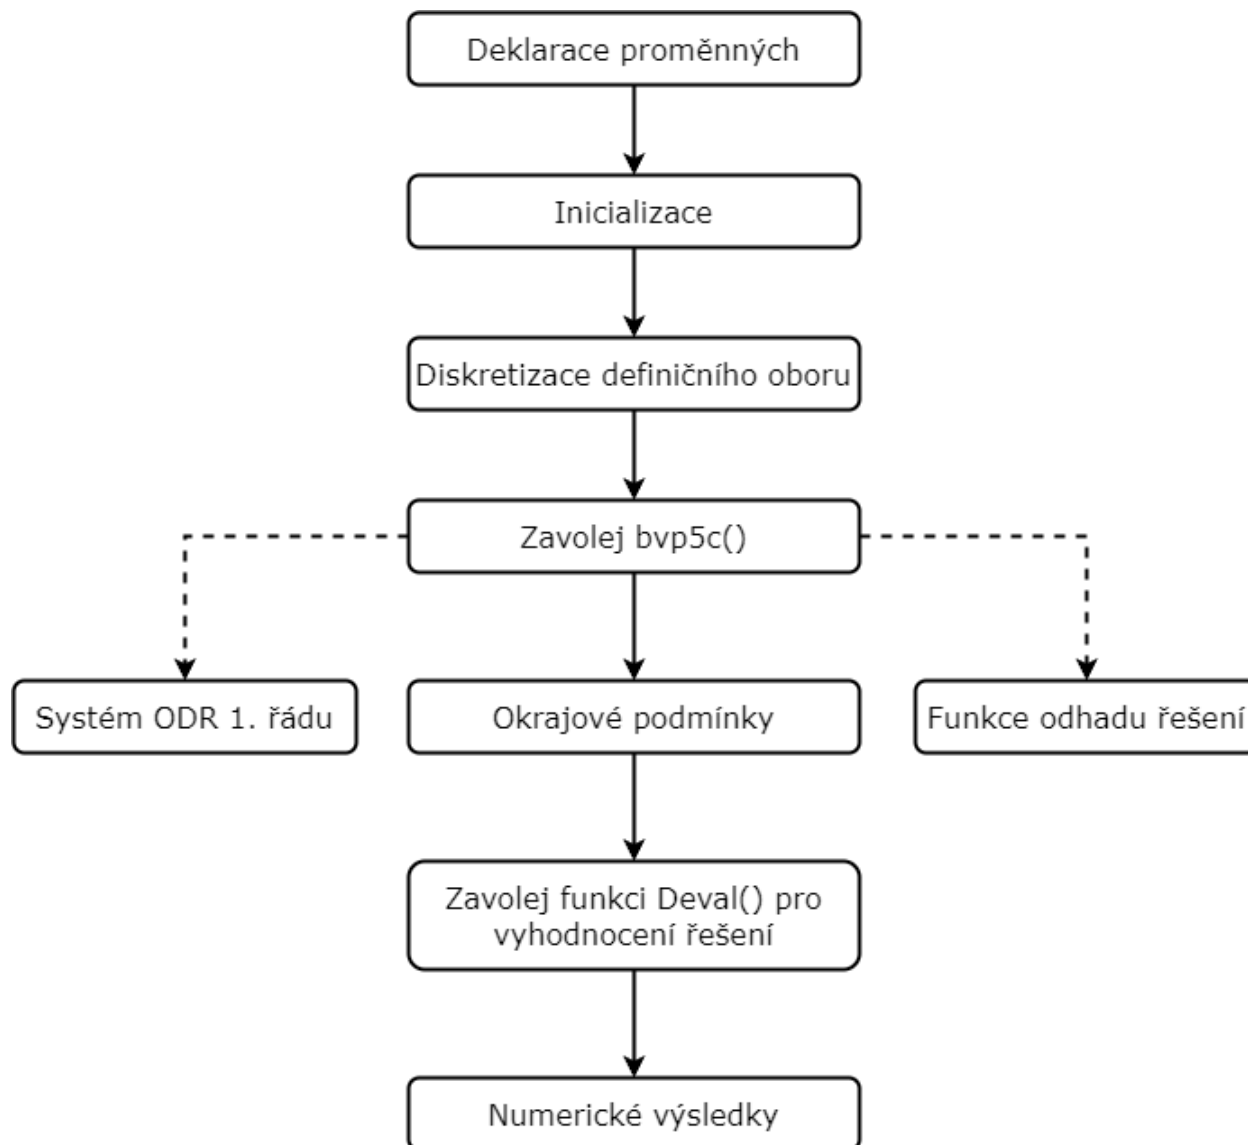 Deklarace proměnných
Inicializace
Diskretizace definičního oboru
Zavolej bvp5c()
Systém ODR 1. řádu
Okrajové podmínky
Funkce odhadu řešení
Zavolej funkci Deval() pro
vyhodnocení řešení
Numerické výsledky